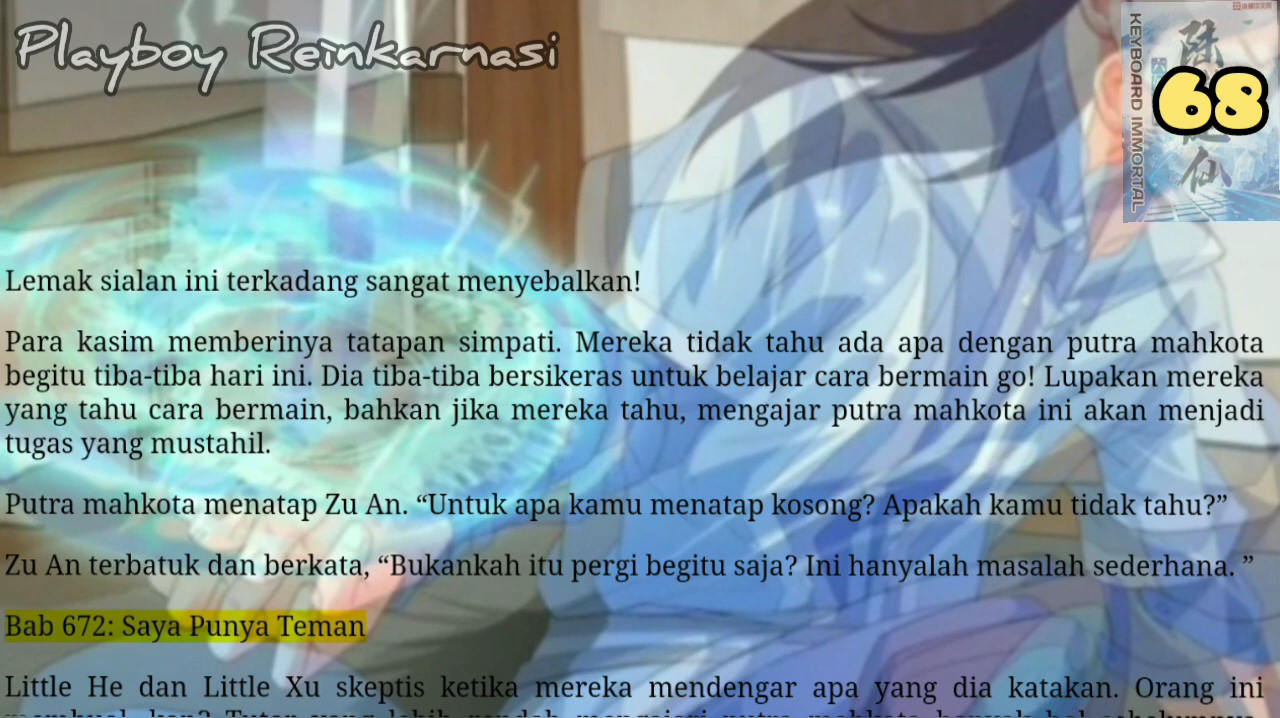 Playboy Reinkarnasi
KEYBOARD IMMORTAL
68
Lemak sialan ini terkadang sangat menyebalkan!
Para kasim memberinya tatapan simpati. Mereka tidak tahu ada apa dengan putra mahkota
begitu tiba-tiba hari ini. Dia tiba-tiba bersikeras untuk belajar cara bermain go! Lupakan mereka
yang tahu cara bermain, bahkan jika mereka tahu, mengajar putra mahkota ini akan menjadi
tugas yang mustahil.
Putra mahkota menatap Zu An. “Untuk apa kamu menatap kosong? Apakah kamu tidak tahu?”
Zu An terbatuk dan berkata, “Bukankah itu pergi begitu saja? Ini hanyalah masalah sederhana. ”
Bab 672: Saya Punya Teman
Little He dan Little Xu skeptis ketika mereka mendengar apa yang dia katakan. Orang ini